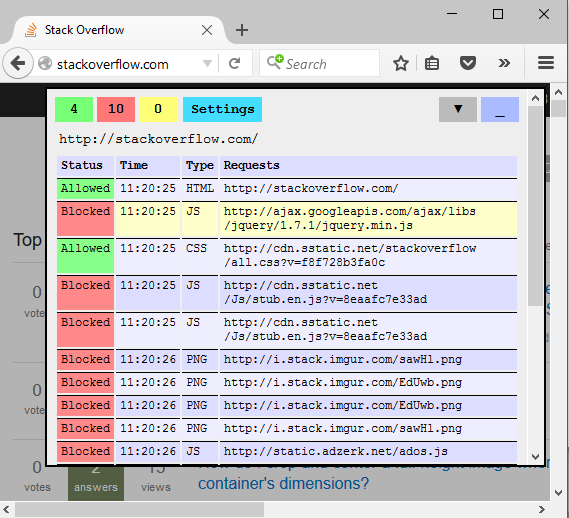 Stack Overflow
stackoverflow.com
Search
4 10 0 Settings ▼ _
http://stackoverflow.com/
Status Time Type Requests
Allowed 11:20:25 HTML http://stackoverflow.com/
Blocked 11:20:25 JS http://ajax.googleapis.com/ajax/libs
/jquery/1.7.1/jquery.min.js
Allowed 11:20:25 CSS http://cdn.sstatic.net/stackoverflow
/all.css?v=f8f728b3fa0c
Blocked 11:20:25 JS http://cdn.sstatic.net
/Js/stub.en.js?v=8eaafc7e33ad
Blocked 11:20:25 JS http://cdn.sstatic.net
/Js/stub.en.js?v=8eaafc7e33ad
Blocked 11:20:26 PNG http://i.stack.imgur.com/sawHl.png
Blocked 11:20:26 PNG http://i.stack.imgur.com/EdUwb.png
Blocked 11:20:26 PNG http://i.stack.imgur.com/EdUwb.png
Blocked 11:20:26 PNG http://i.stack.imgur.com/sawHl.png
Blocked 11:20:26 JS http://static.adzerk.net/ados.js
Top
0
votes
0
votes
0
votes
0 2 15
votes answers views
container's dimensions?